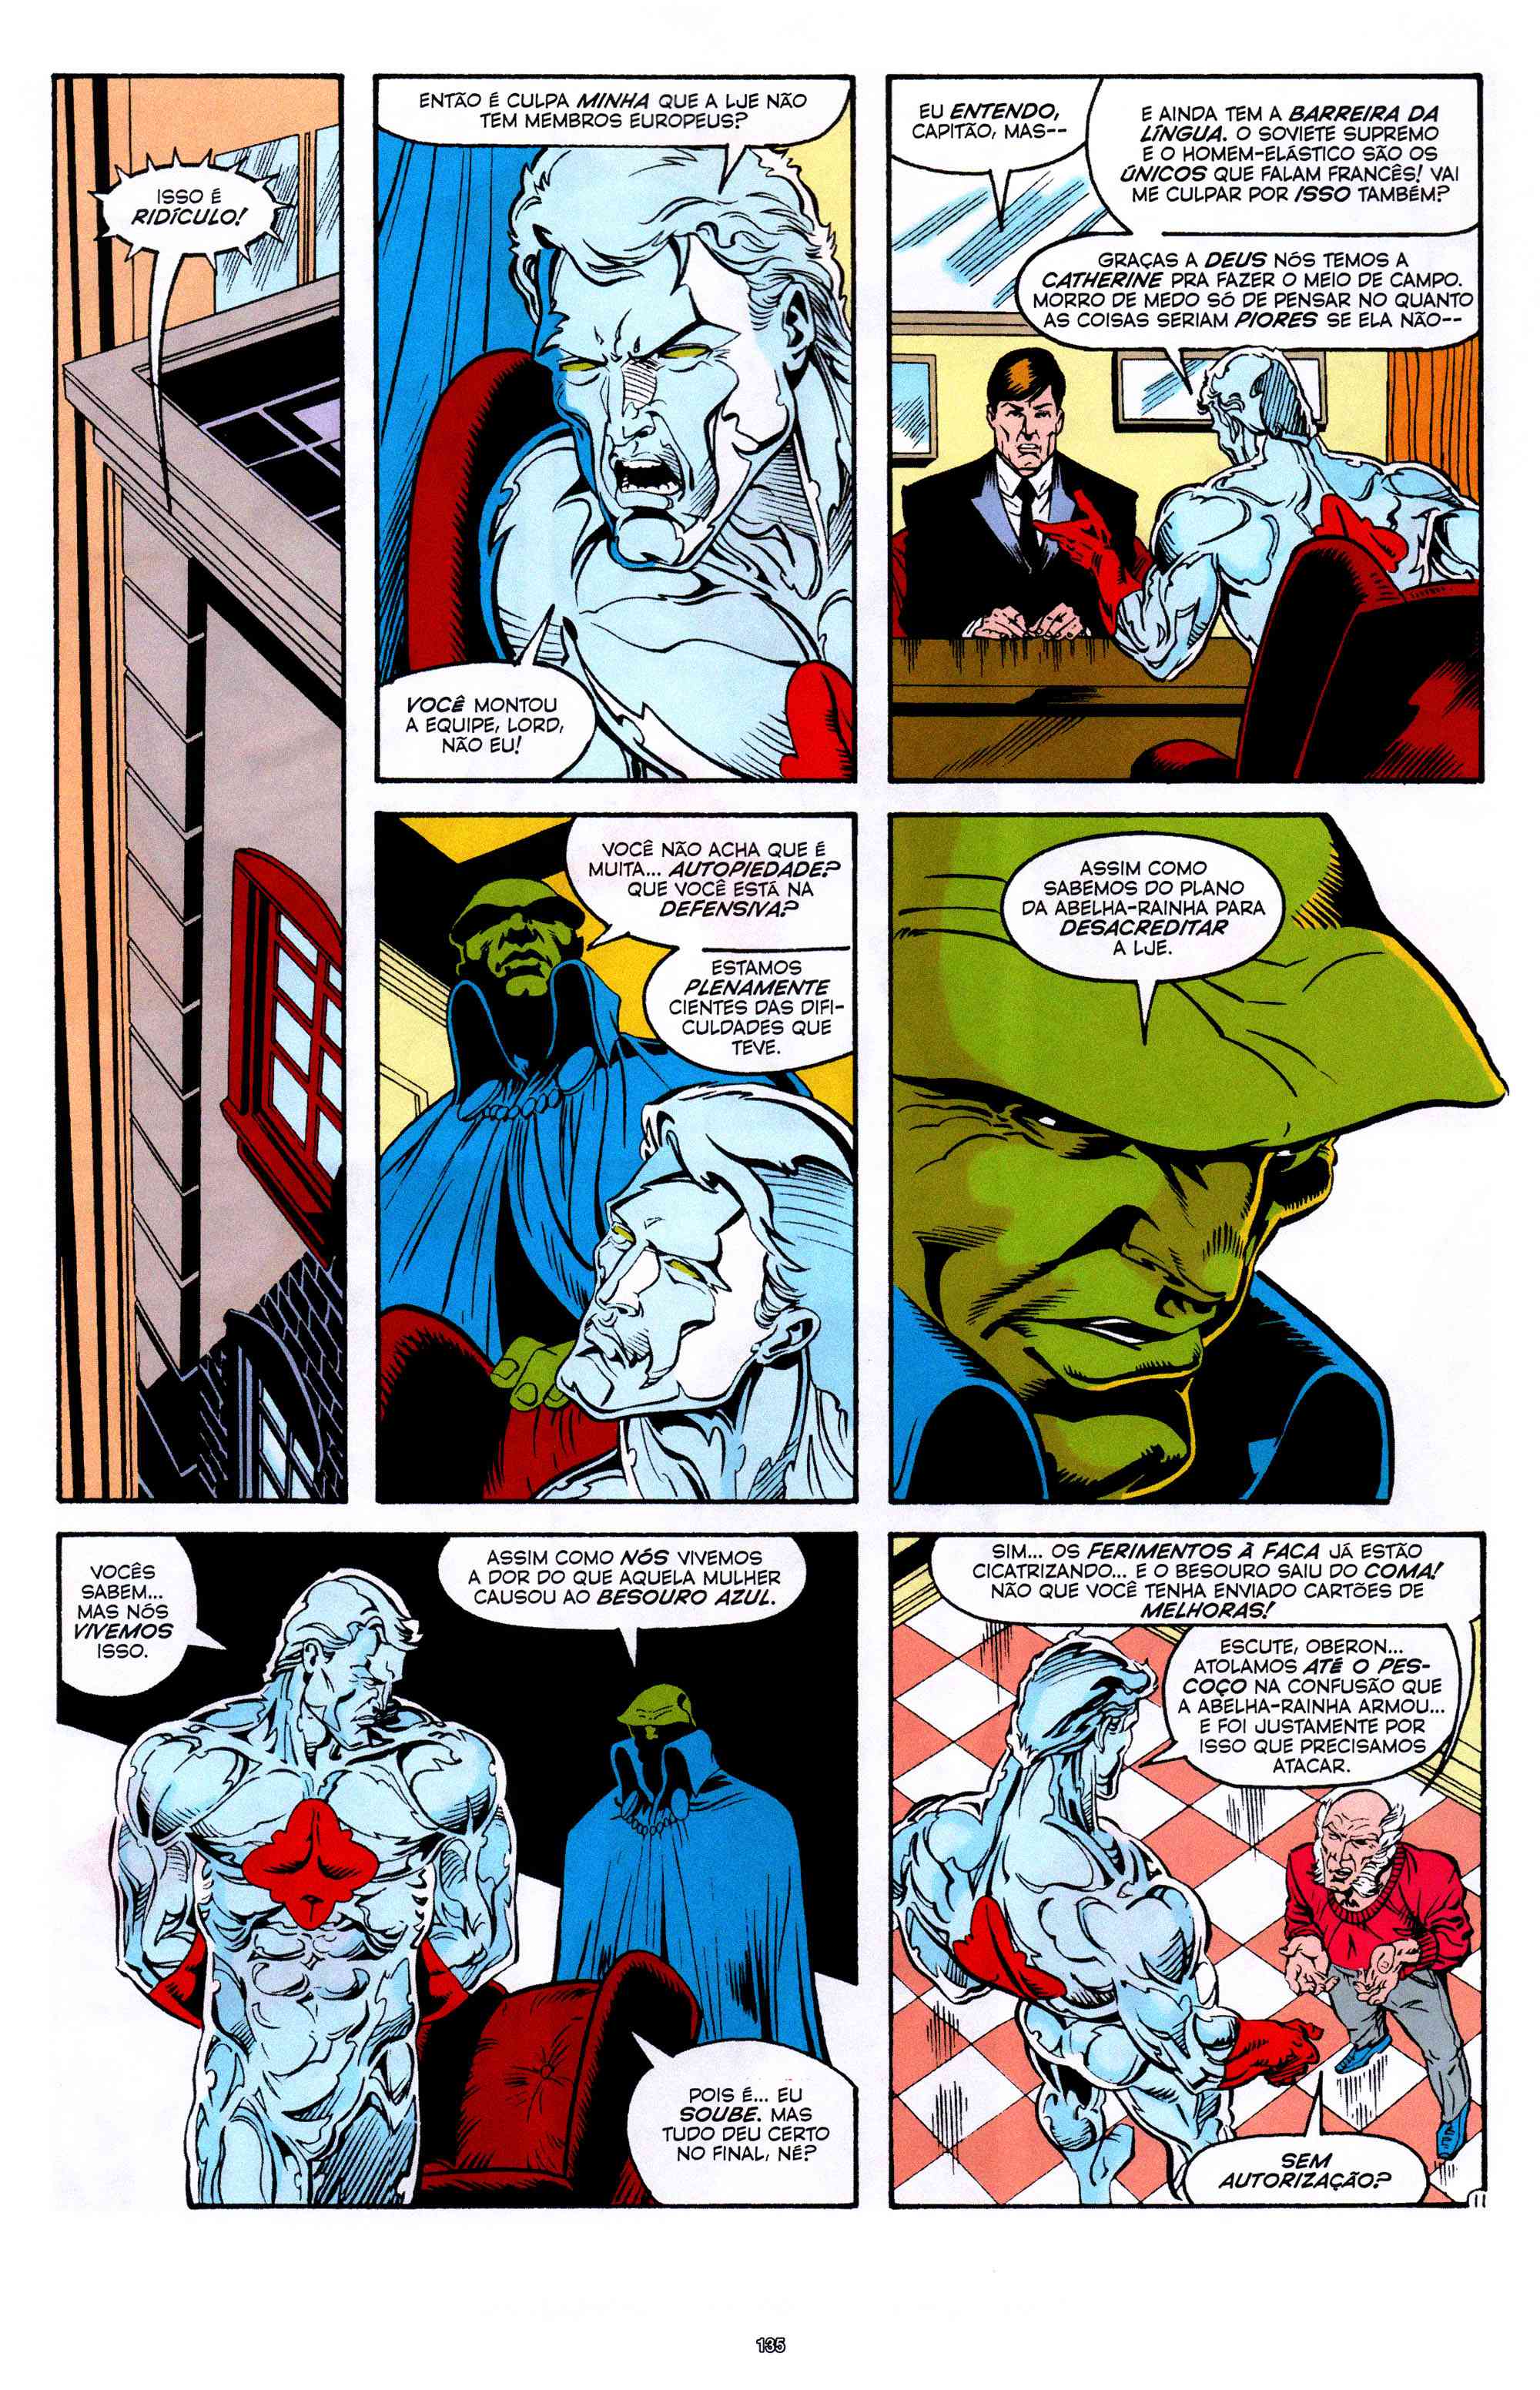 ISSO É
RIDÍCULO!
ENTÃO É CULPA MINHA QUE A LJE NÃO
TEM MEMBROS EUROPEUS?
VOCÊ MONTOU
A EQUIPE, LORD,
NÃO EU!
EU ENTENDO,
CAPITÃO, MAS--
E AINDA TEM A BARREIRA DA
LÍNGUA. O SOVIETE SUPREMO
E O HOMEM-ELÁSTICO SÃO OS
ÚNICOS QUE FALAM FRANCÊS! VAI
ME CULPAR POR ISSO TAMBÉM?
GRAÇAS A DEUS NÓS TEMOS A
CATHERINE PRA FAZER O MEIO DE CAMPO.
MORRO DE MEDO SÓ DE PENSAR NO QUANTO
AS COISAS SERIAM PIORES SE ELA NÃO--
VOCÊ NÃO ACHA QUE É
MUITA... AUTOPIEDADE?
QUE VOCÊ ESTÁ NA
DEFENSIVA?
ESTAMOS
PLENAMENTE
CIENTES DAS DIFI-
CULDADES QUE
TEVE.
ASSIM COMO
SABEMOS DO PLANO
DA ABELHA-RAINHA PARA
DESACREDITAR
A LJE.
VOCÊS
SABEM...
MAS NÓS
VIVEMOS
ISSO.
ASSIM COMO NÓS VIVEMOS
A DOR DO QUE AQUELA MULHER
CAUSOU AO BESOURO AZUL.
POIS É... EU
SOUBE. MAS
TUDO DEU CERTO
NO FINAL, NÉ?
SIM... OS FERIMENTOS À FACA JÁ ESTÃO
CICATRIZANDO... E O BESOURO SAIU DO COMA!
NÃO QUE VOCÊ TENHA ENVIADO CARTÕES DE
MELHORAS!
ESCUTE, OBERON...
ATOLAMOS ATÉ O PES-
COÇO NA CONFUSÃO QUE
A ABELHA-RAINHA ARMOU...
E FOI JUSTAMENTE POR
ISSO QUE PRECISAMOS
ATACAR.
SEM
AUTORIZAÇÃO?
11
135